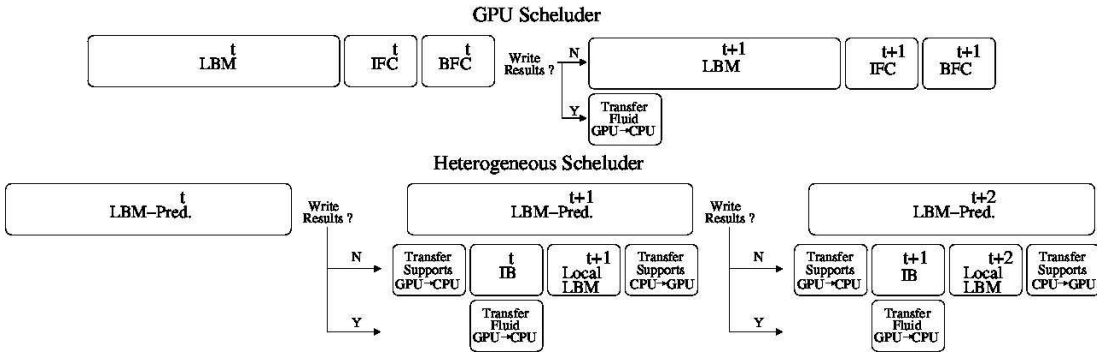 GPU Scheluder
t
LBM
t
IFC
t
BFC
Write
Results ?
N
t+1
LBM
t+1
IFC
t+1
BFC
Y
Transfer
Fluid
GPU→CPU
Heterogeneous Scheluder
t
LBM–Pred.
Write
Results ?
t+1
LBM–Pred.
Write
Results ?
t+2
LBM–Pred.
N
Transfer
Supports
GPU→CPU
t
IB
t+1
Local
LBM
Transfer
Supports
CPU→GPU
N
Transfer
Supports
GPU→CPU
t+1
IB
t+2
Local
LBM
Transfer
Supports
CPU→GPU
Y
Transfer
Fluid
GPU→CPU
Y
Transfer
Fluid
GPU→CPU